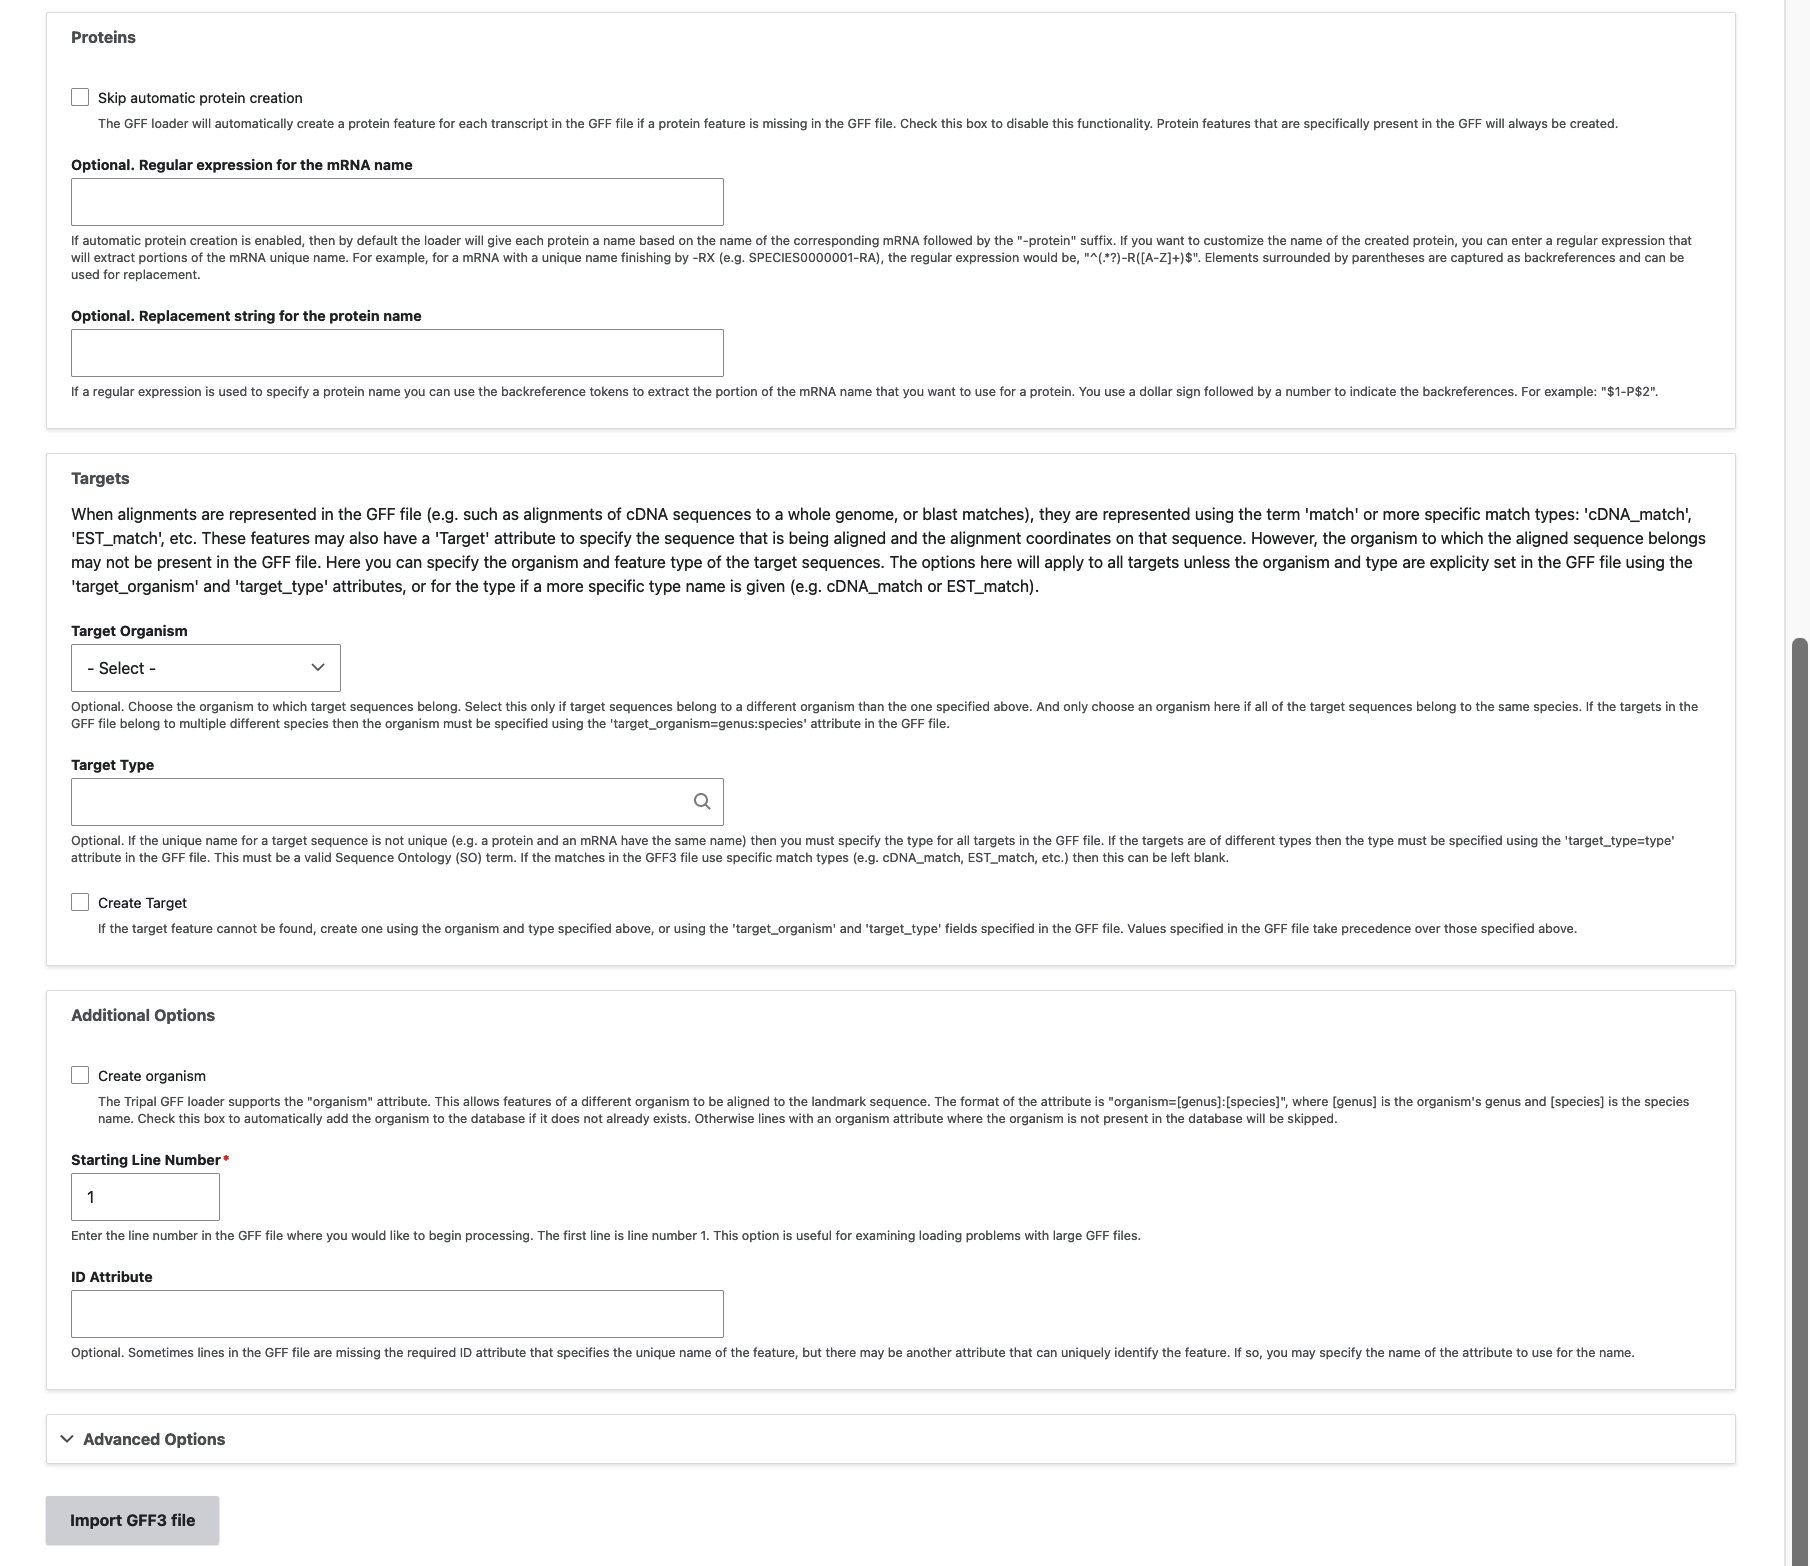 Proteins
Skip automatic protein creation
The GFF loader will automatically create a protein feature for each transcript in the GFF file if a protein feature is missing in the GFF file. Check this box to disable this functionality. Protein features that are specifically present in the GFF will always be created.
Optional. Regular expression for the mRNA name
If automatic protein creation is enabled, then by default the loader will give each protein a name based on the name of the corresponding mRNA followed by the "-protein" suffix. If you want to customize the name of the created protein, you can enter a regular expression that
will extract portions of the mRNA unique name. For example, for a mRNA with a unique name finishing by -RX (e.g. SPECIES0000001-RA), the regular expression would be, "^(.*?)-R([A-Z]+)$". Elements surrounded by parentheses are captured as backreferences and can be
used for replacement.
Optional. Replacement string for the protein name
If a regular expression is used to specify a protein name you can use the backreference tokens to extract the portion of the mRNA name that you want to use for a protein. You use a dollar sign followed by a number to indicate the backreferences. For example: "$1-P$2".
Targets
When alignments are represented in the GFF file (e.g. such as alignments of cDNA sequences to a whole genome, or blast matches), they are represented using the term 'match' or more specific match types: 'cDNA_match',
'EST_match', etc. These features may also have a 'Target' attribute to specify the sequence that is being aligned and the alignment coordinates on that sequence. However, the organism to which the aligned sequence belongs
may not be present in the GFF file. Here you can specify the organism and feature type of the target sequences. The options here will apply to all targets unless the organism and type are explicity set in the GFF file using the
'target_organism' and 'target_type' attributes, or for the type if a more specific type name is given (e.g. cDNA_match or EST_match).
Target Organism
- Select -
Optional. Choose the organism to which target sequences belong. Select this only if target sequences belong to a different organism than the one specified above. And only choose an organism here if all of the target sequences belong to the same species. If the targets in the
GFF file belong to multiple different species then the organism must be specified using the 'target_organism=genus:species' attribute in the GFF file.
Target Type
Optional. If the unique name for a target sequence is not unique (e.g. a protein and an mRNA have the same name) then you must specify the type for all targets in the GFF file. If the targets are of different types then the type must be specified using the 'target_type=type'
attribute in the GFF file. This must be a valid Sequence Ontology (SO) term. If the matches in the GFF3 file use specific match types (e.g. cDNA_match, EST_match, etc.) then this can be left blank.
Create Target
If the target feature cannot be found, create one using the organism and type specified above, or using the 'target_organism' and 'target_type' fields specified in the GFF file. Values specified in the GFF file take precedence over those specified above.
Additional Options
Create organism
The Tripal GFF loader supports the "organism" attribute. This allows features of a different organism to be aligned to the landmark sequence. The format of the attribute is "organism=[genus]:[species]", where [genus] is the organism's genus and [species] is the species
name. Check this box to automatically add the organism to the database if it does not already exists. Otherwise lines with an organism attribute where the organism is not present in the database will be skipped.
Starting Line Number*
1
Enter the line number in the GFF file where you would like to begin processing. The first line is line number 1. This option is useful for examining loading problems with large GFF files.
ID Attribute
Optional. Sometimes lines in the GFF file are missing the required ID attribute that specifies the unique name of the feature, but there may be another attribute that can uniquely identify the feature. If so, you may specify the name of the attribute to use for the name.
Advanced Options
Import GFF3 file